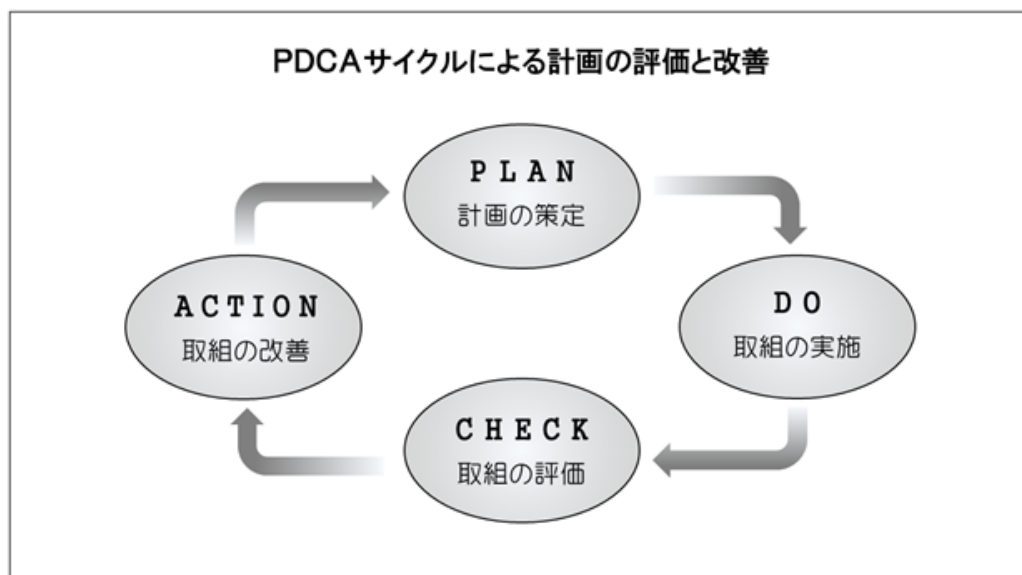 PDCAサイクルによる計画の評価と改善
PLAN
計画の策定
DO
取組の実施
CHECK
取組の評価
ACTION
取組の改善